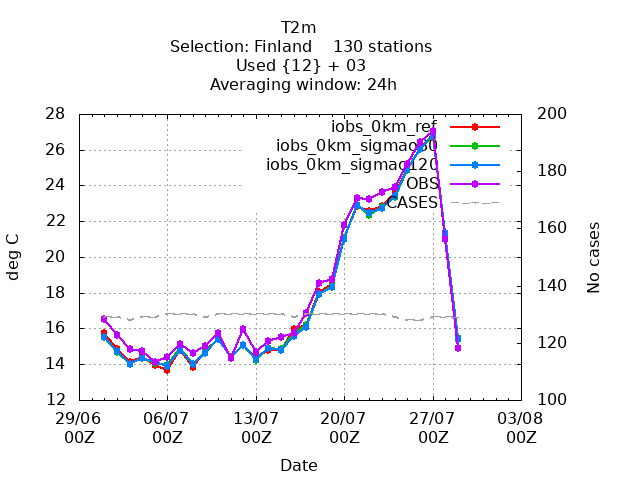 T2m
Selection: Finland    130 stations
Used {12} + 03
Averaging window: 24h
28
26
24
22
20
18
16
14
12
deg C
200
180
160
140
120
100
No cases
iobs_0km_ref
iobs_0km_sigmao80
iobs_0km_sigmao120
OBS
CASES
29/06 06/07 13/07 20/07 27/07 03/08
00Z 00Z 00Z 00Z 00Z 00Z
Date